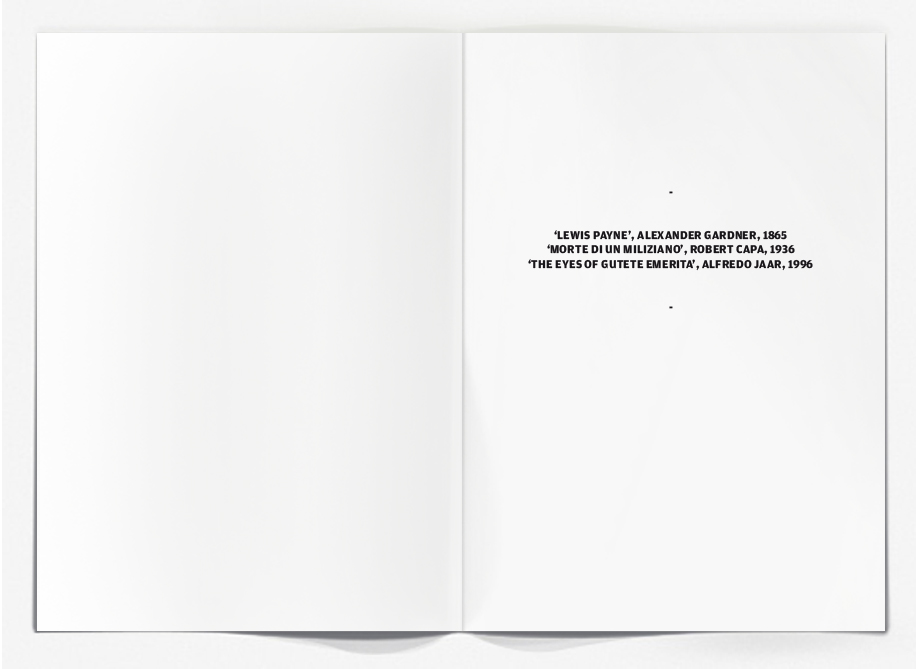 -
‘LEWIS PAYNE’, ALEXANDER GARDNER, 1865
‘MORTE DI UN MILIZIANO’, ROBERT CAPA, 1936
‘THE EYES OF GUTETE EMERITA’, ALFREDO JAAR, 1996
-